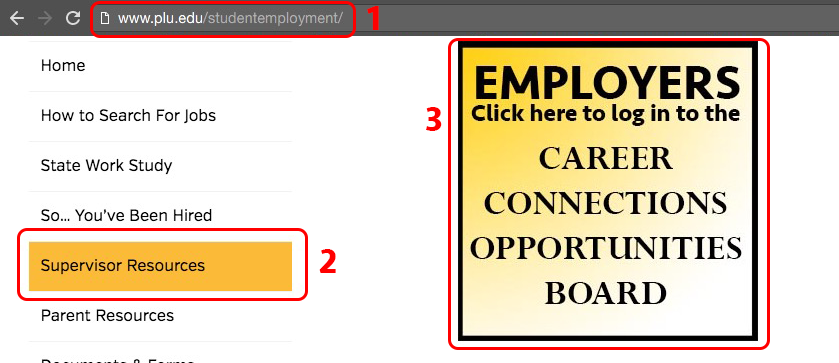 www.plu.edu/studentemployment/ 1
Home
How to Search For Jobs
State Work Study
So... You've Been Hired
Supervisor Resources 2
Parent Resources
Documents & Forms
3
EMPLOYERS
Click here to log in to the
CAREER
CONNECTIONS
OPPORTUNITIES
BOARD